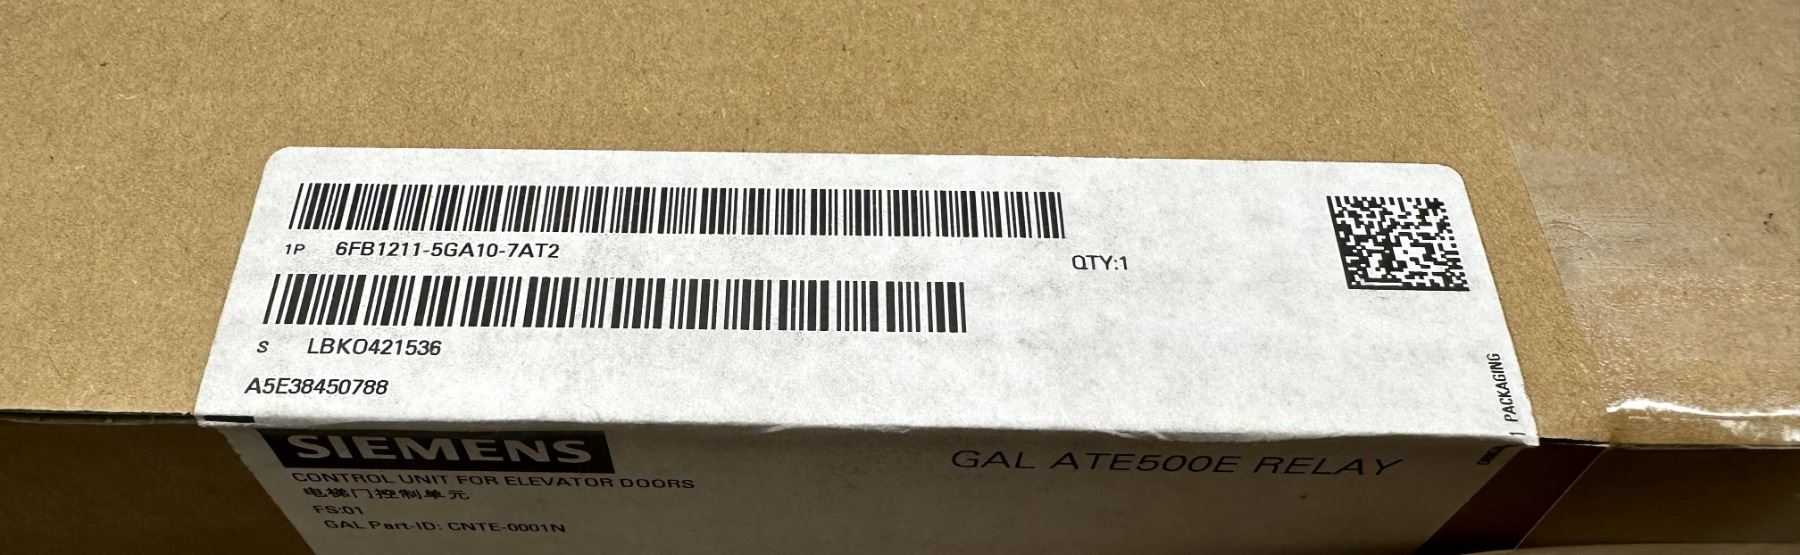 1P 6FB1211-5GA10-7AT2
QTY:1
S LBKO421536
A5E38450788
PACKAGING
SIEMENS
GAL ATE500E RELAY
CONTROL UNIT FOR ELEVATOR DOORS
电梯门控制单元
FS:01
GAL Part-ID: CNTE-0001N